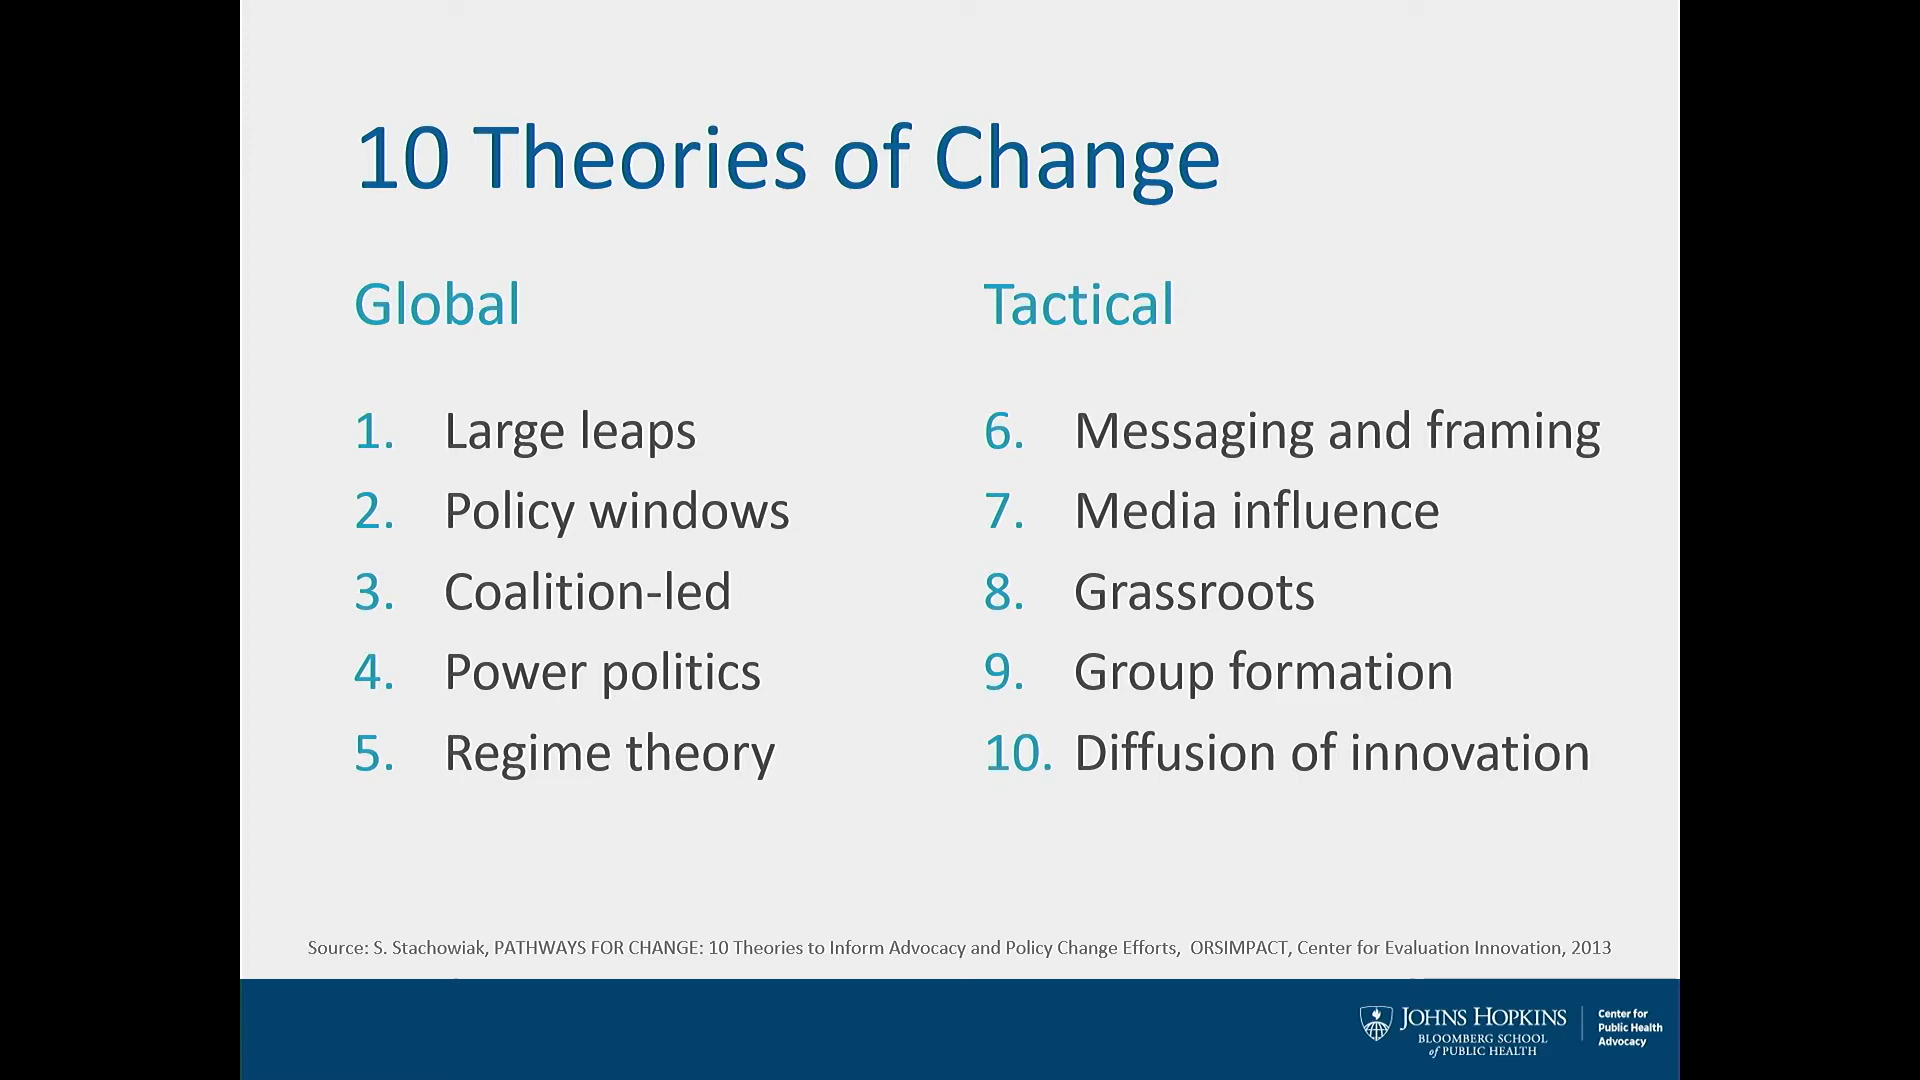 10 Theories of Change
Global
1. Large leaps
2. Policy windows
3. Coalition-led
4. Power politics
5. Regime theory
Tactical
6. Messaging and framing
7. Media influence
8. Grassroots
9. Group formation
10. Diffusion of innovation
Source: S. Stachowiak, PATHWAYS FOR CHANGE: 10 Theories to Inform Advocacy and Policy Change Efforts, ORSIMPACT, Center for Evaluation Innovation, 2013
JOHNS HOPKINS
BLOOMBERG SCHOOL
of PUBLIC HEALTH
Center for
Public Health
Advocacy